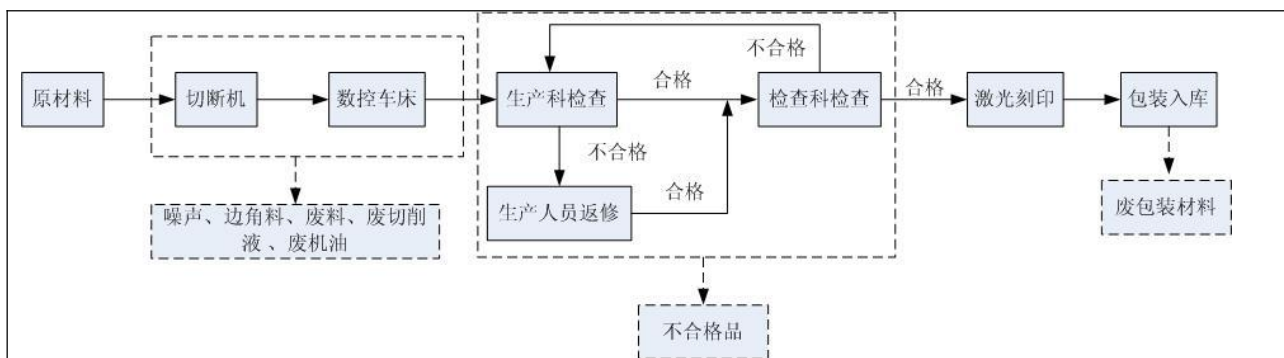 不合格
原材料
切断机
数控车床
生产科检查
合格
检查科检查
合格
激光刻印
包装入库
不合格
生产人员返修
合格
噪声、边角料、废料、废切削
液、废机油
废包装材料
不合格品